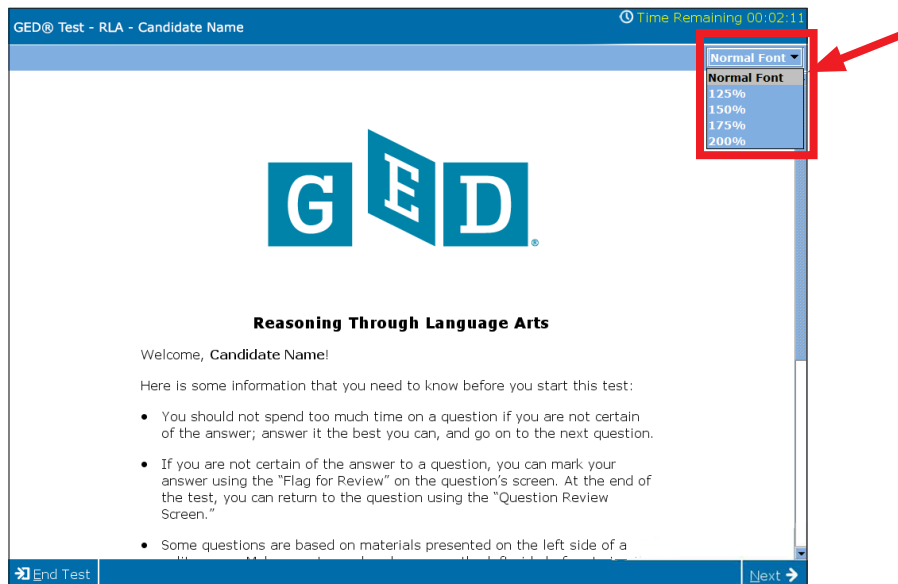 GED® Test - RLA - Candidate Name
Time Remaining 00:02:11
Normal Font
Normal Font
125%
150%
175%
200%
GED®
Reasoning Through Language Arts
Welcome, Candidate Name!
Here is some information that you need to know before you start this test:
• You should not spend too much time on a question if you are not certain
of the answer; answer it the best you can, and go on to the next question.
• If you are not certain of the answer to a question, you can mark your
answer using the “Flag for Review” on the question’s screen. At the end of
the test, you can return to the question using the “Question Review
Screen.”
• Some questions are based on materials presented on the left side of a
End Test
Next